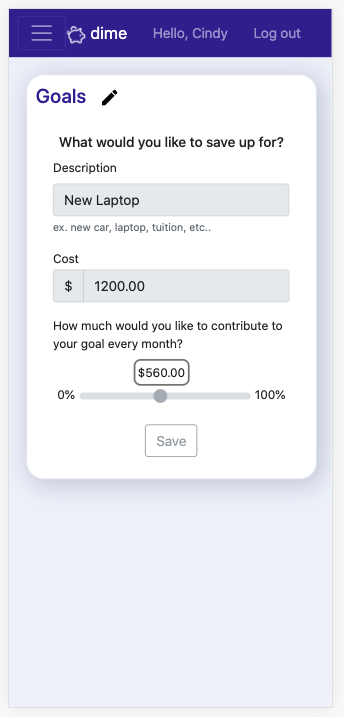 dime Hello, Cindy Log out
Goals
What would you like to save up for?
Description
New Laptop
ex. new car, laptop, tuition, etc..
Cost
$ 1200.00
How much would you like to contribute to
your goal every month?
$560.00
0% 100%
Save